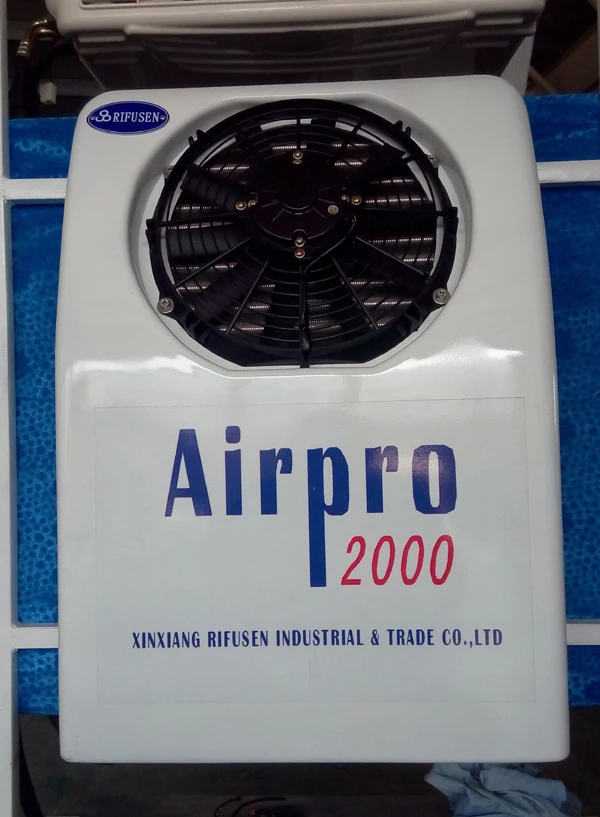 RIFUSEN
Airpro
2000
XINXIANG RIFUSEN INDUSTRIAL & TRADE CO.,LTD